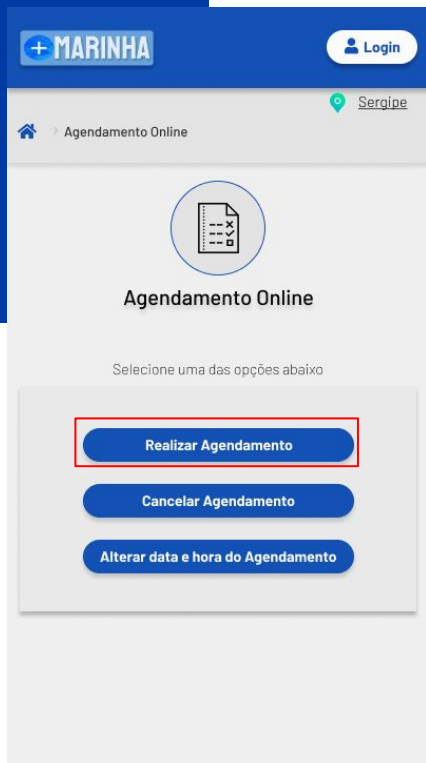 MARINHA
Login
Sergipe
Agendamento Online
Agendamento Online
Selecione uma das opções abaixo
Realizar Agendamento
Cancelar Agendamento
Alterar data e hora do Agendamento